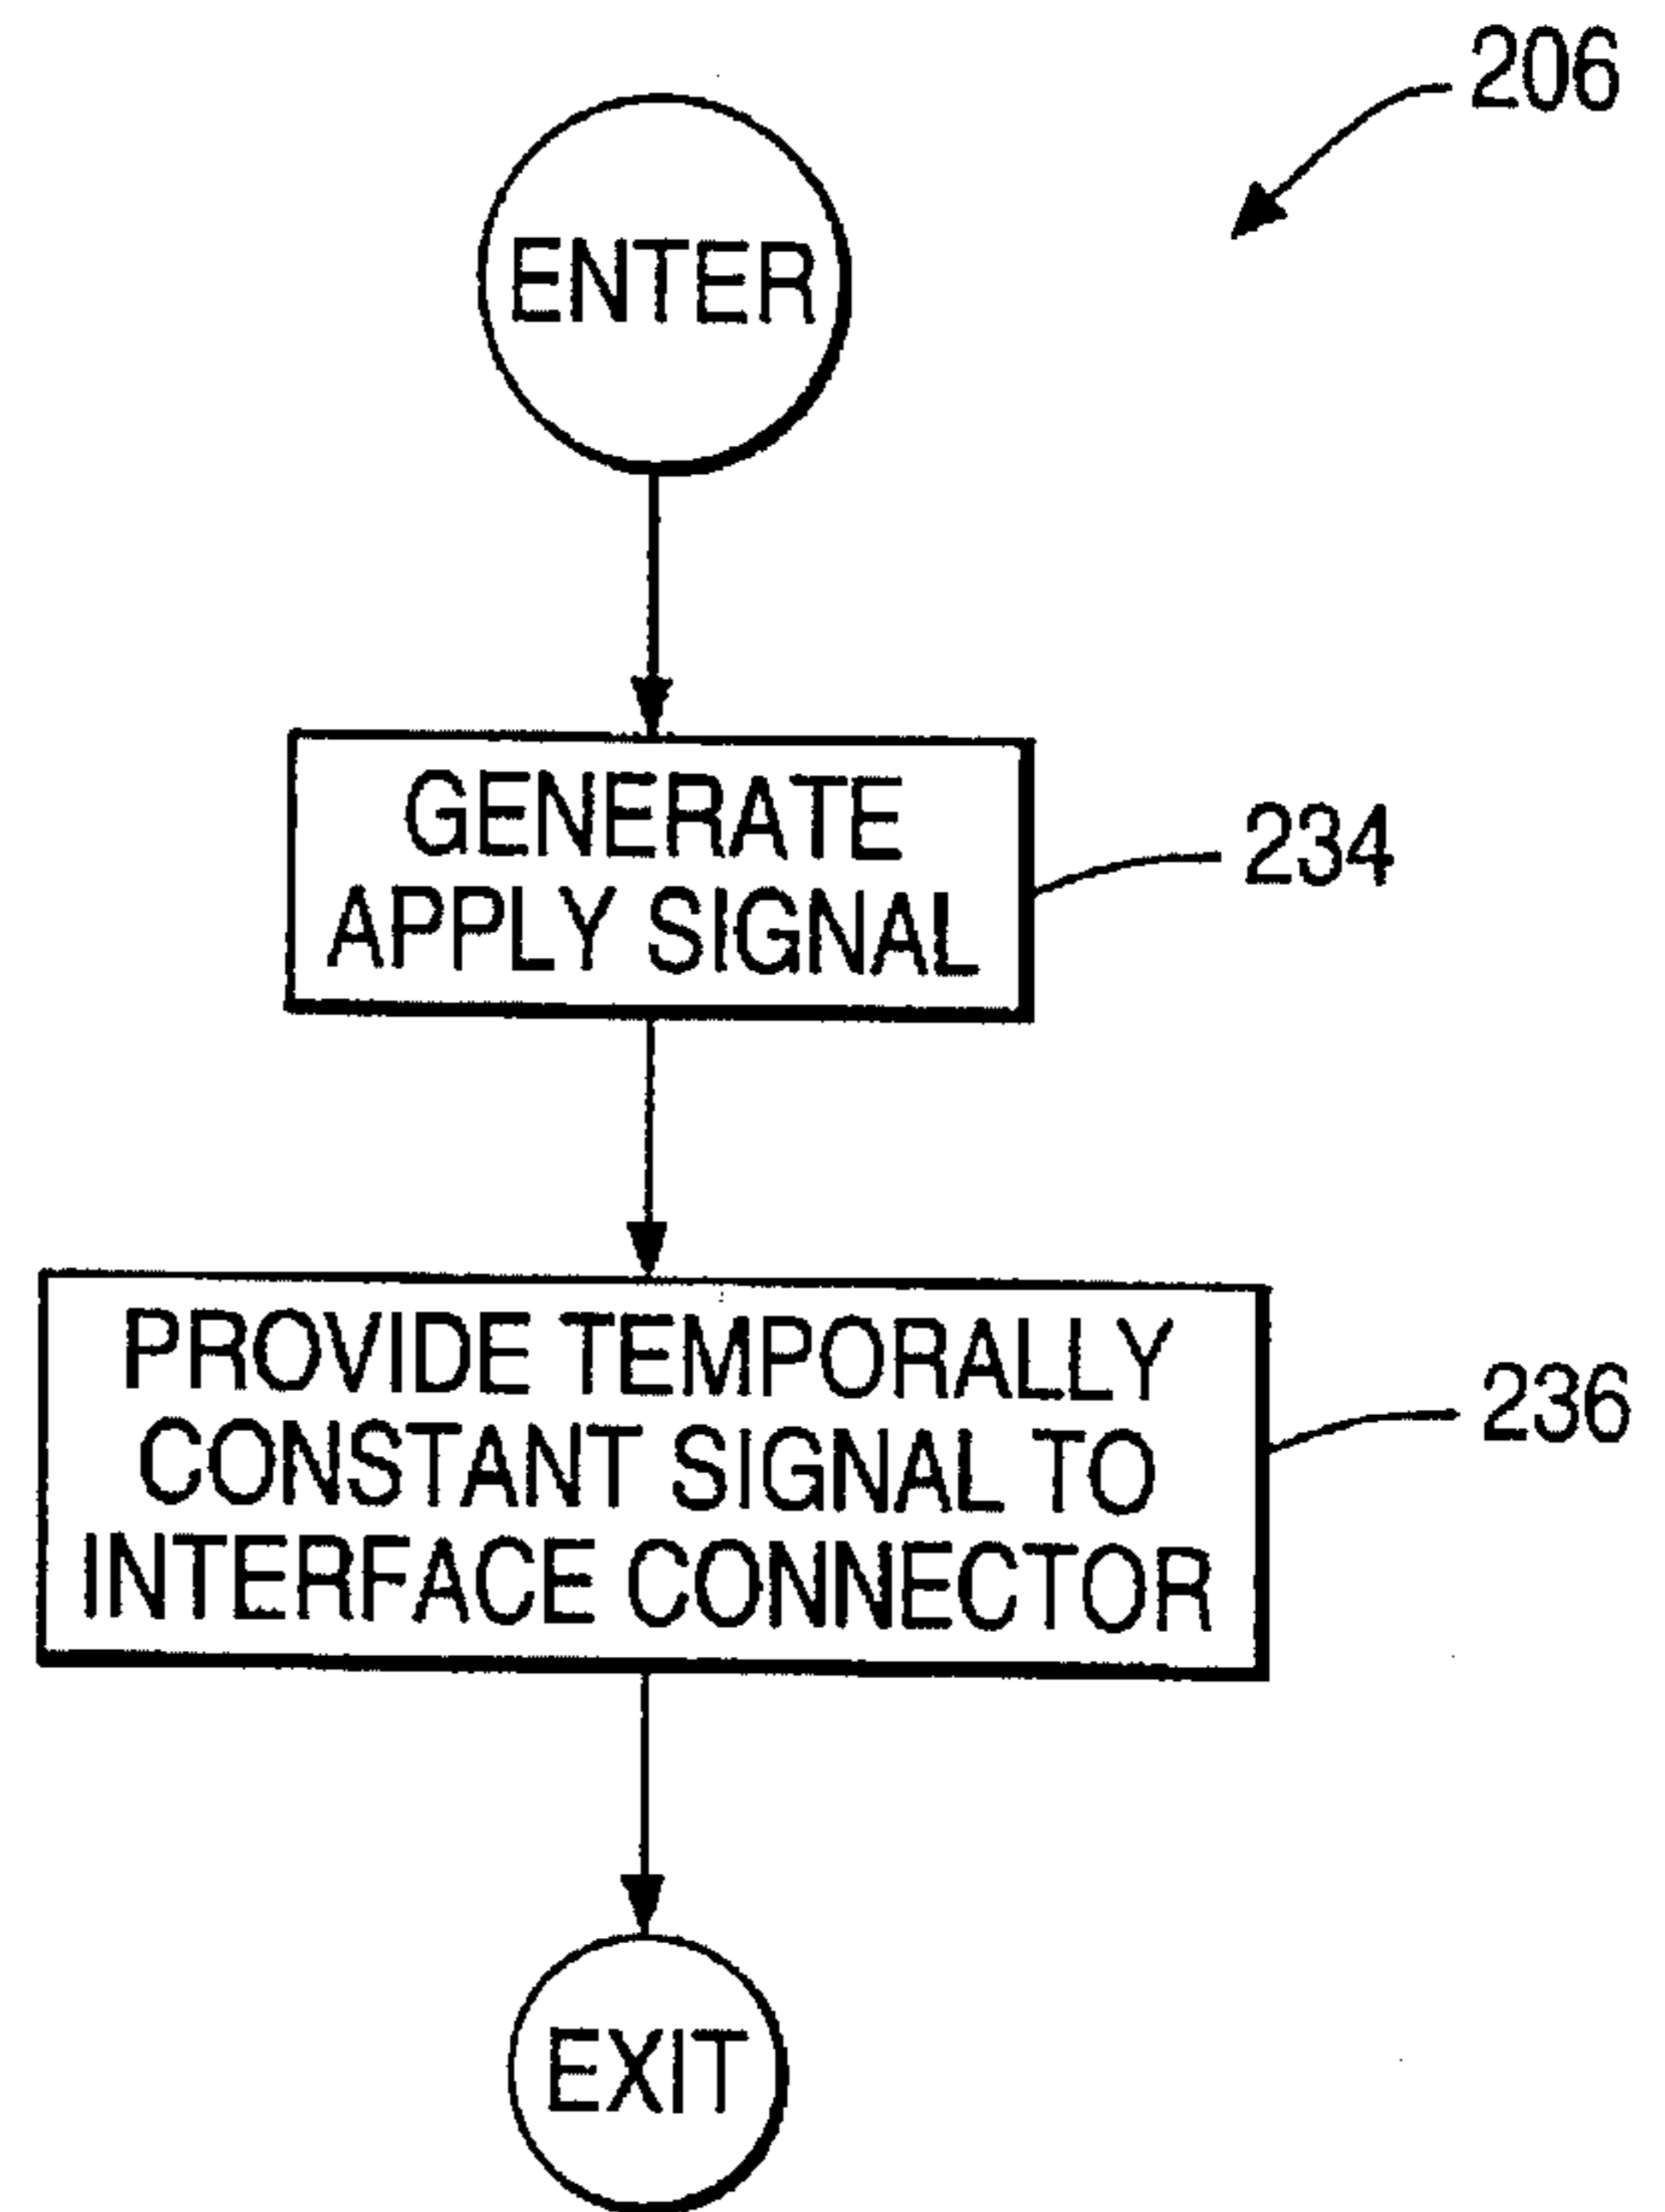 206
ENTER
GENERATE
APPLY SIGNAL
234
PROVIDE TEMPORALLY
CONSTANT SIGNAL TO
INTERFACE CONNECTOR
236
EXIT